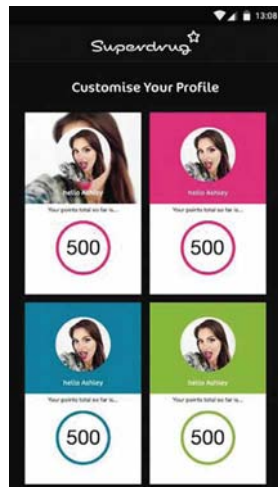 13:08
Superdrug
Customise Your Profile
hello Ashley
Your points total so far is...
500
hello Ashley
Your points total so far is...
500
hello Ashley
Your points total so far is...
500
hello Ashley
Your points total so far is...
500